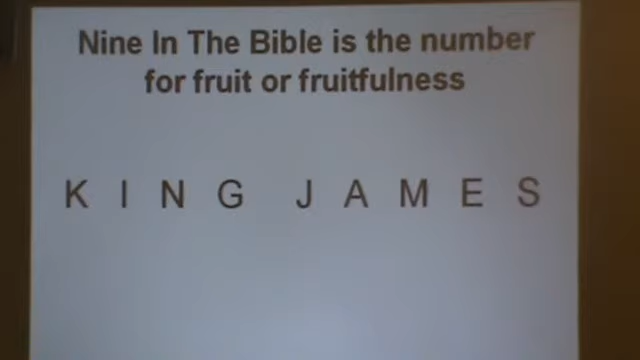 Nine In The Bible is the number
for fruit or fruitfulness
K I N G J A M E S